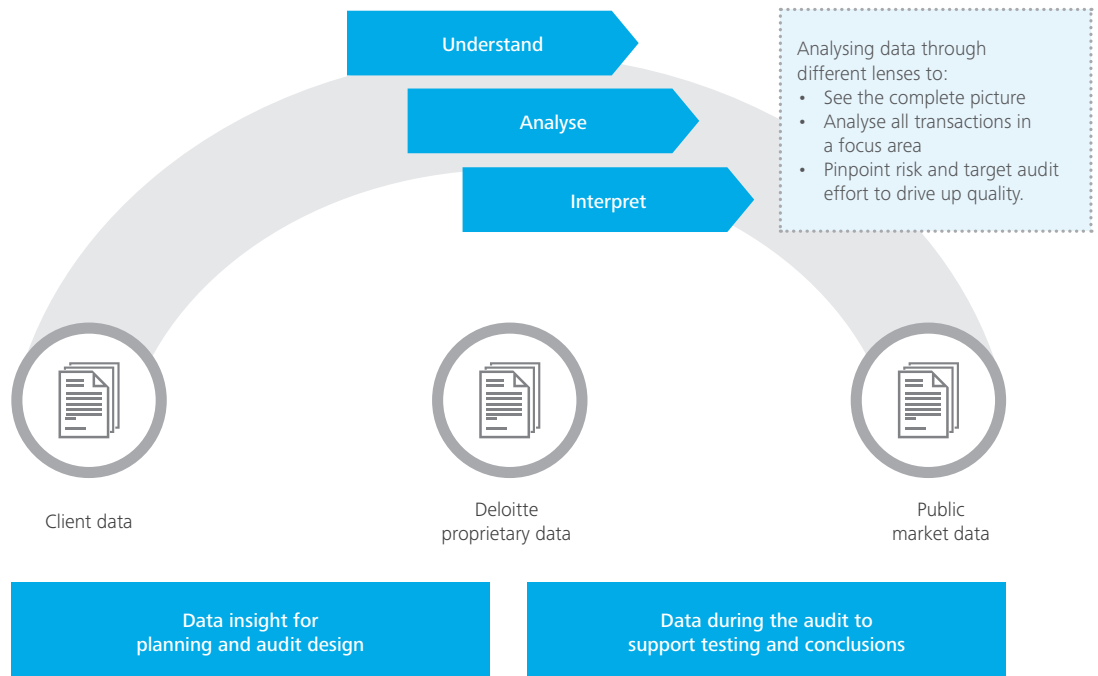 Understand
Analyse
Interpret
Analysing data through
different lenses to:
• See the complete picture
• Analyse all transactions in
a focus area
• Pinpoint risk and target audit
effort to drive up quality.
Client data
Deloitte
proprietary data
Public
market data
Data insight for
planning and audit design
Data during the audit to
support testing and conclusions